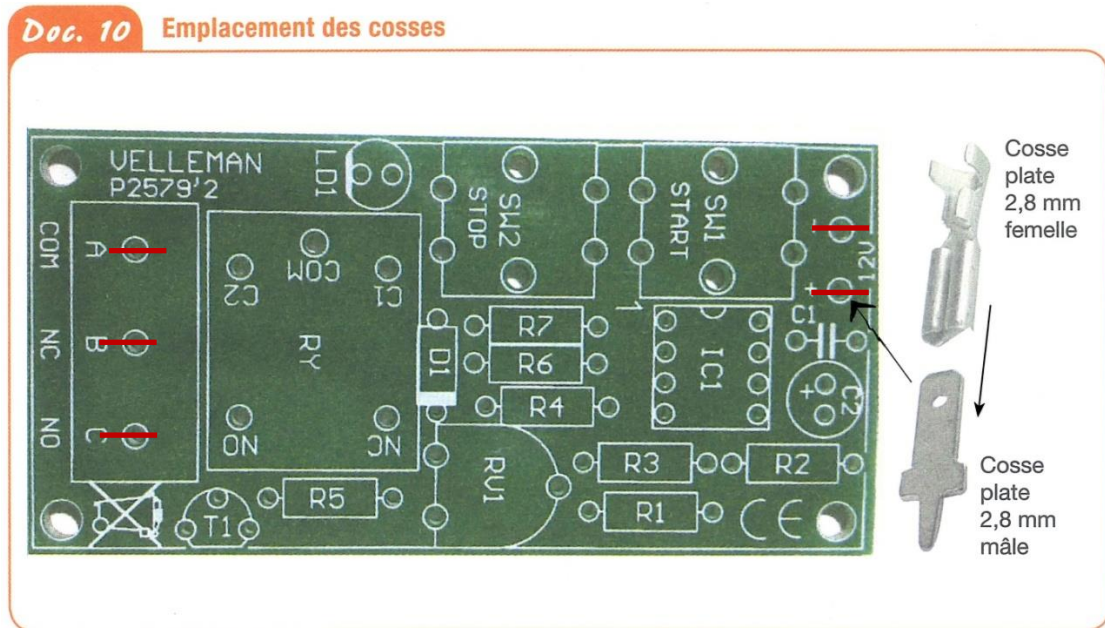 Doc. 10 Emplacement des cosses
VELLEMAN
P2579'2
LD1
COM
A
NC
B
NO
C
C2
COM
C1
RY
NO
NC
T1
R5
D1
SW2
STOP
SW1
START
1
R7
R6
R4
IC1
RV1
R3
R2
R1
CE
-
+
12V
C1
+
C2
Cosse
plate
2,8 mm
femelle
Cosse
plate
2,8 mm
mâle